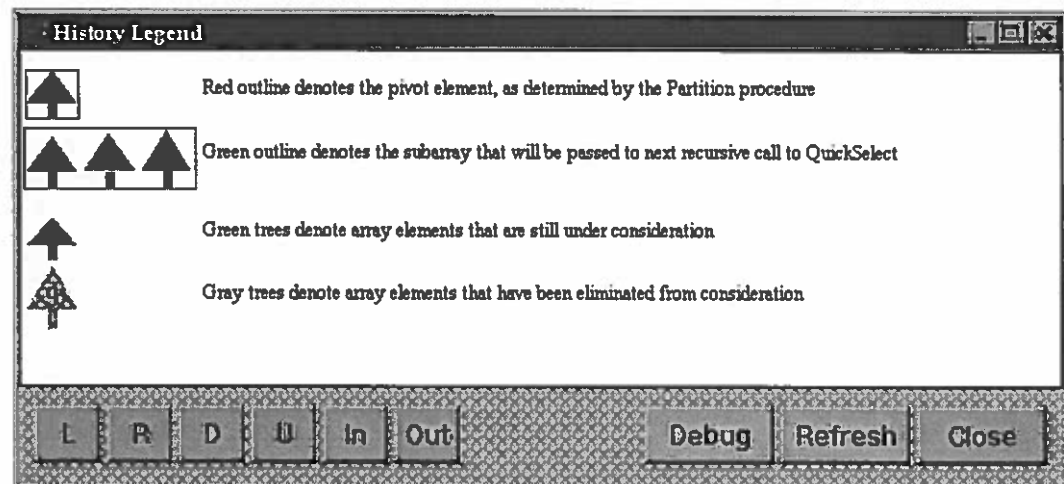 History Legend
Red outline denotes the pivot element, as determined by the Partition procedure
Green outline denotes the subarray that will be passed to next recursive call to QuickSelect
Green trees denote array elements that are still under consideration
Gray trees denote array elements that have been eliminated from consideration
L R D U In Out Debug Refresh Close